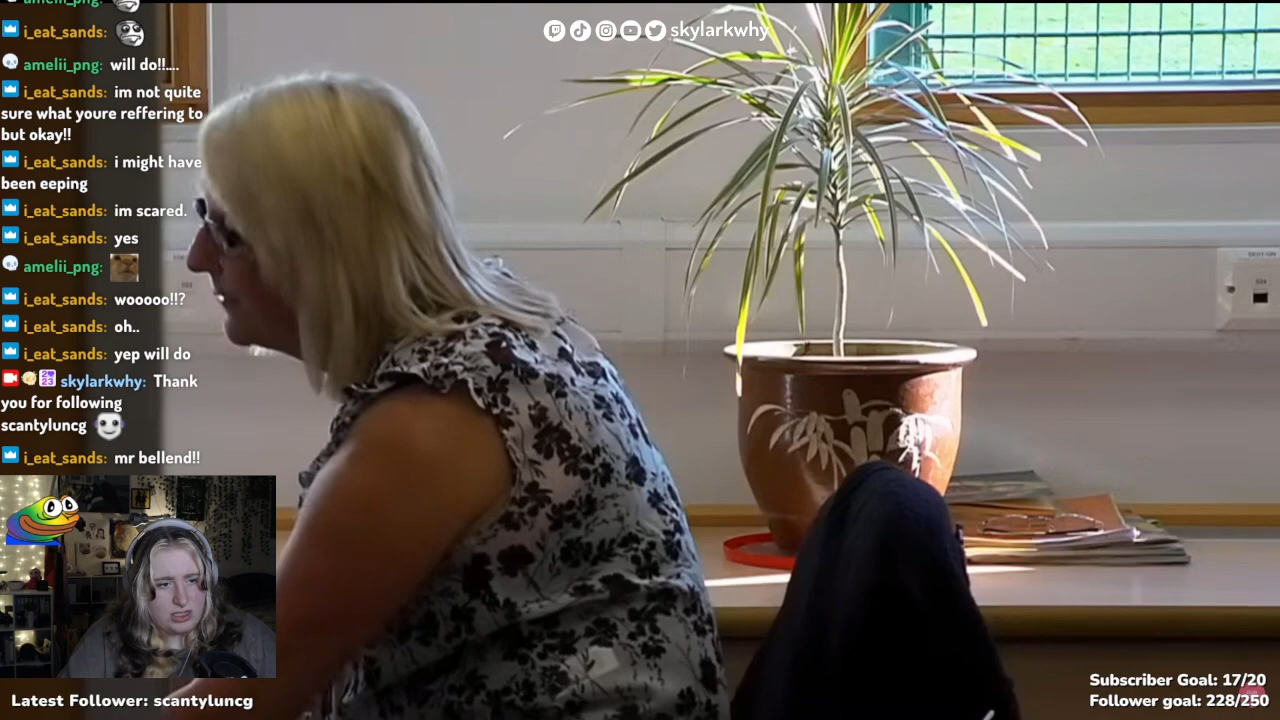 amelii_png:
skylarkwhy
i_eat_sands:
amelii_png: will do!!....
i_eat_sands: im not quite
sure what youre reffering to
but okay!!
i_eat_sands: i might have
been eeping
i_eat_sands: im scared.
i_eat_sands: yes
amelii_png:
i_eat_sands: wooooo!!?
i_eat_sands: oh..
i_eat_sands: yep will do
skylarkwhy: Thank
you for following
scantyluncg
i_eat_sands: mr bellend!!
Latest Follower: scantyluncg
Subscriber Goal: 17/20
Follower goal: 228/250